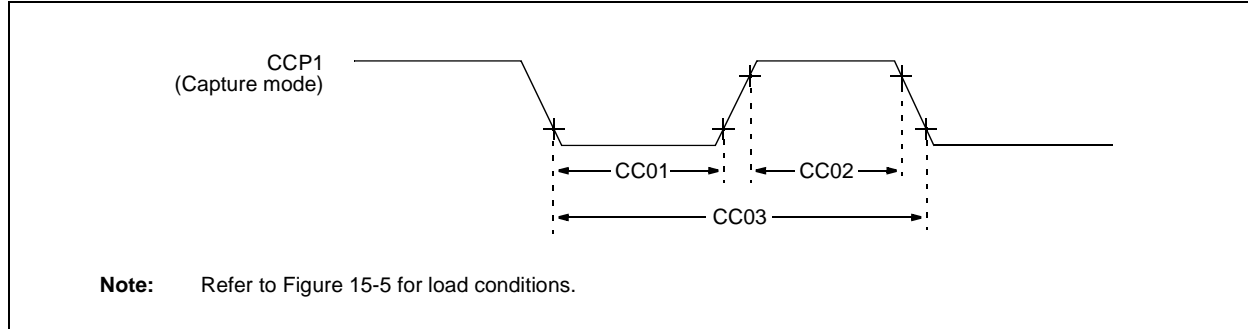 CCP1
(Capture mode)
CC01
CC02
CC03
Note: Refer to Figure 15-5 for load conditions.